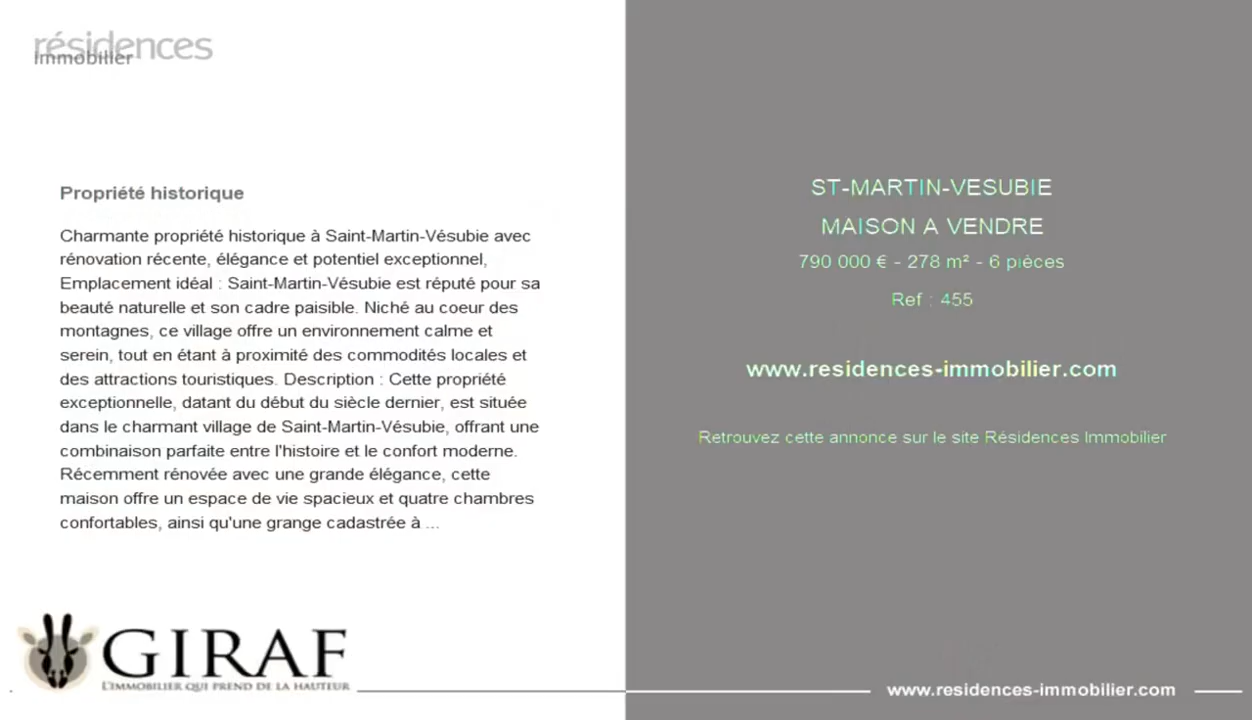 résidences
immobilier
Propriété historique
Charmante propriété historique à Saint-Martin-Vésubie avec
rénovation récente, élégance et potentiel exceptionnel,
Emplacement idéal : Saint-Martin-Vésubie est réputé pour sa
beauté naturelle et son cadre paisible. Niché au coeur des
montagnes, ce village offre un environnement calme et
serein, tout en étant à proximité des commodités locales et
des attractions touristiques. Description : Cette propriété
exceptionnelle, datant du début du siècle dernier, est située
dans le charmant village de Saint-Martin-Vésubie, offrant une
combinaison parfaite entre l'histoire et le confort moderne.
Récemment rénovée avec une grande élégance, cette
maison offre un espace de vie spacieux et quatre chambres
confortables, ainsi qu'une grange cadastrée à ...
GIRAF
L'IMMOBILIER QUI PREND DE LA HAUTEUR
ST-MARTIN-VESUBIE
MAISON A VENDRE
790 000 € - 278 m² - 6 pièces
Ref : 455
www.residences-immobilier.com
Retrouvez cette annonce sur le site Résidences Immobilier
www.residences-immobilier.com